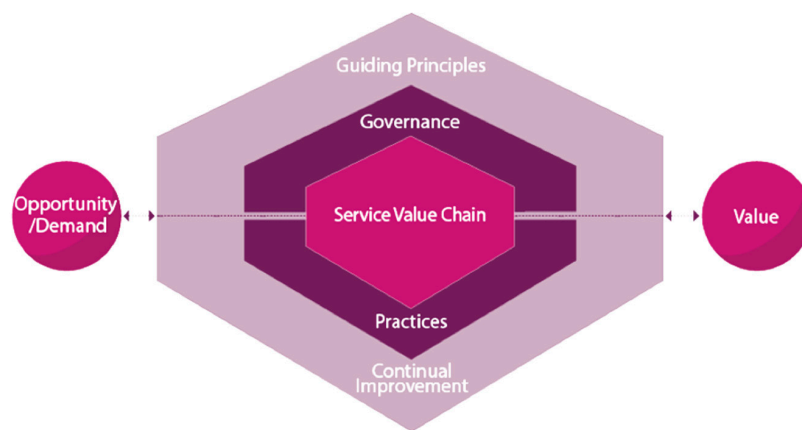 Guiding Principles
Governance
Opportunity
/Demand
Service Value Chain
Value
Practices
Continual
Improvement